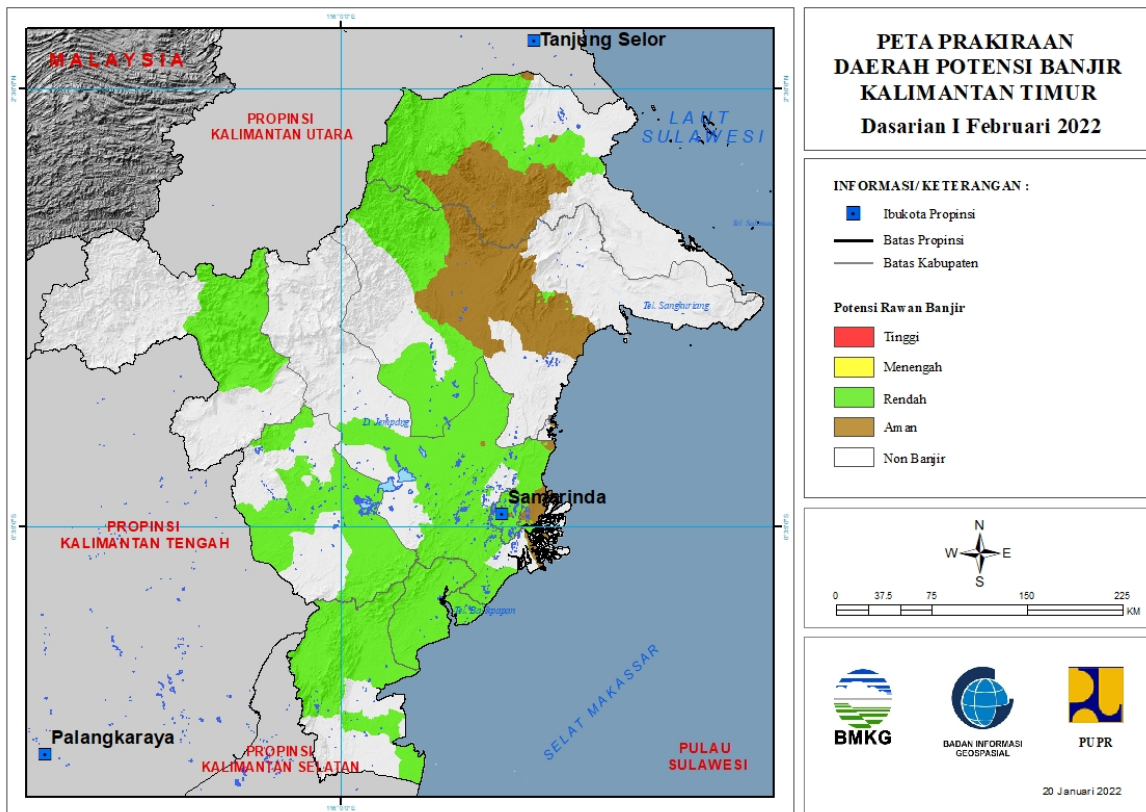 PETA PRAKIRAAN
DAERAH POTENSI BANJIR
KALIMANTAN TIMUR
Dasarian I Februari 2022
INFORMASI/ KETERANGAN :
Ibukota Propinsi
Batas Propinsi
Batas Kabupaten
Potensi Rawan Banjir
Tinggi
Menengah
Rendah
Aman
Non Banjir
N
W E
S
0 37.5 75 150 225
KM
BMKG
BADAN INFORMASI
GEOSPASIAL
PUPR
20 Januari 2022
Tanjung Selor
MALAYSIA
PROPINSI
KALIMANTAN UTARA
LAUT
SULAWESI
Tel. Sangkuriang
D. Jempang
Samarinda
PROPINSI
KALIMANTAN TENGAH
SELAT MAKASSAR
Palangkaraya
PROPINSI
KALIMANTAN SELATAN
PULAU
SULAWESI